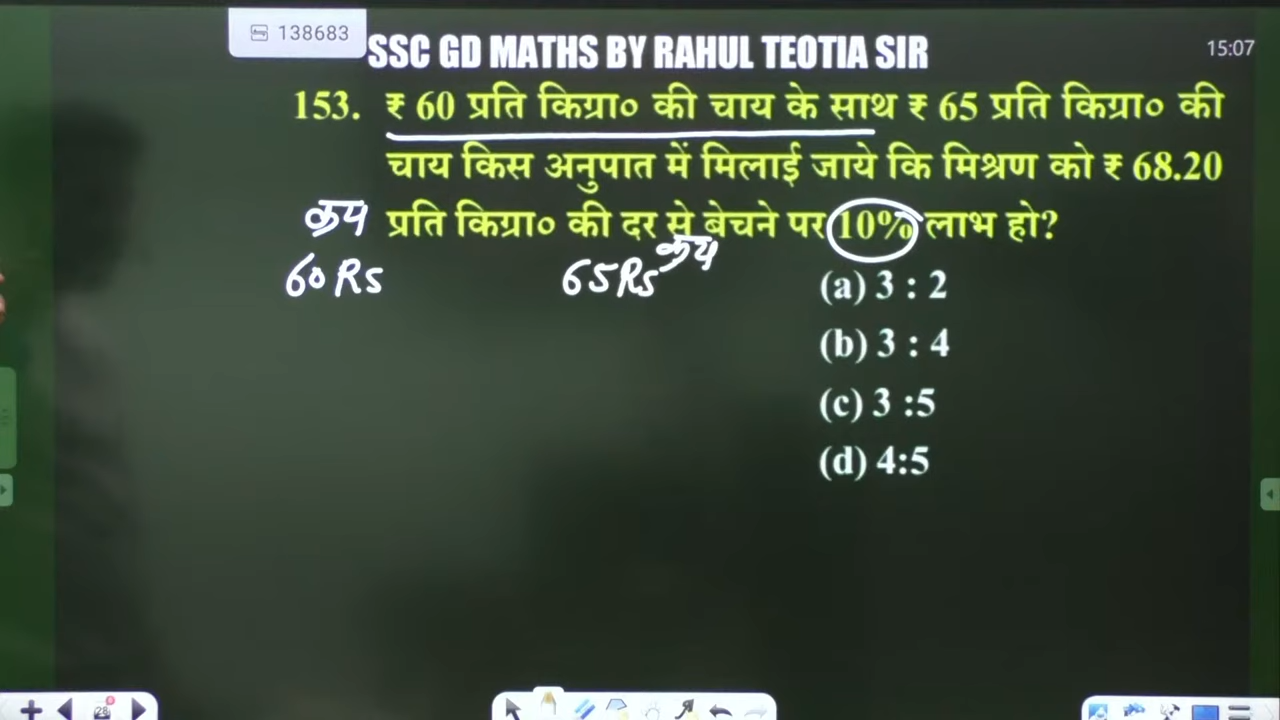 138683
SSC GD MATHS BY RAHUL TEOTIA SIR
15:07
153. ₹ 60 प्रति किग्रा० की चाय के साथ ₹ 65 प्रति किग्रा० की
चाय किस अनुपात में मिलाई जाये कि मिश्रण को ₹ 68.20
क्रय प्रति किग्रा० की दर से बेचने पर 10% लाभ हो?
60 Rs 65 Rs क्रय
(a) 3 : 2
(b) 3 : 4
(c) 3 :5
(d) 4:5
28